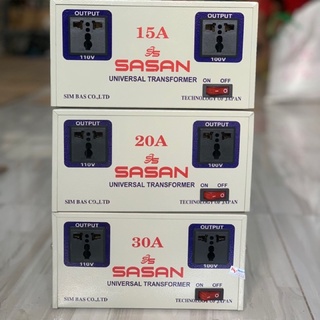 OUTPUT
15A
OUTPUT
110V
SASAN
100V
UNIVERSAL TRANSFORMER
ON OFF
SIM BAS CO.,LTD
TECHNOLOGY OF JAPAN
OUTPUT
20A
OUTPUT
110V
SASAN
100V
UNIVERSAL TRANSFORMER
ON OFF
SIM BAS CO.,LTD
TECHNOLOGY OF JAPAN
OUTPUT
30A
OUTPUT
110V
SASAN
100V
UNIVERSAL TRANSFORMER
ON OFF
SIM BAS CO.,LTD
TECHNOLOGY OF JAPAN